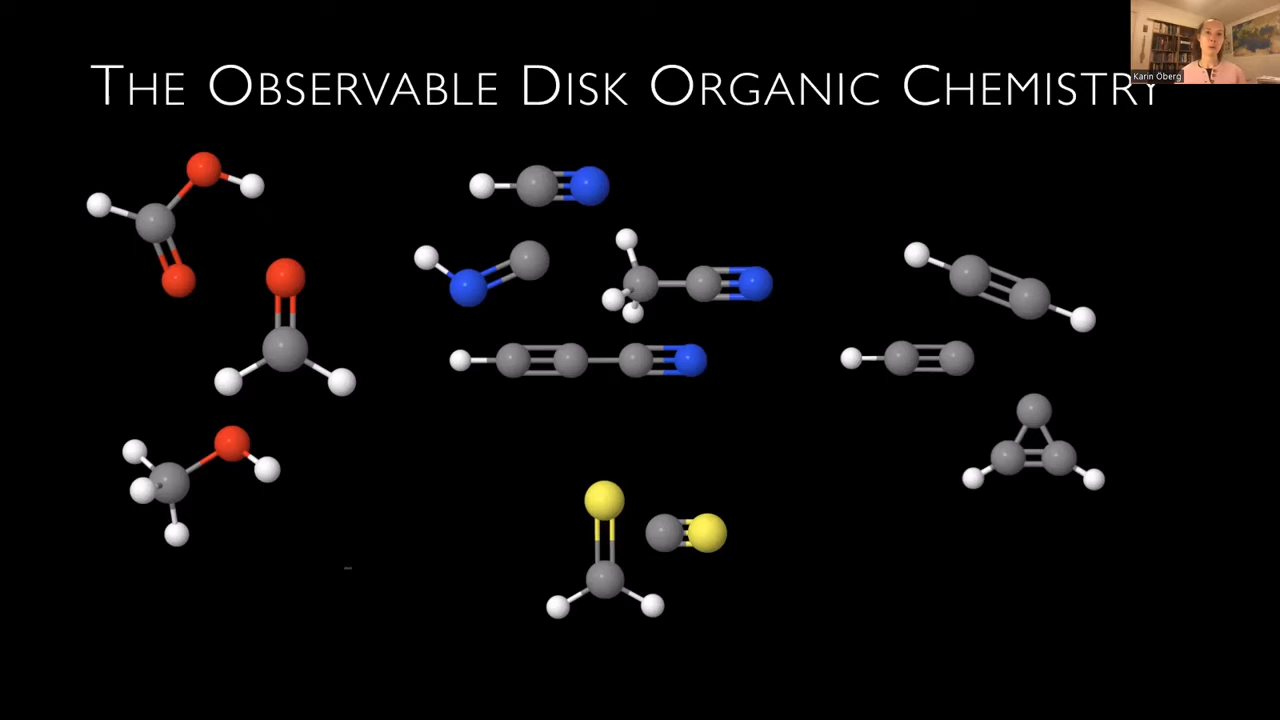 THE OBSERVABLE DISK ORGANIC CHEMISTRY
Karin Öberg